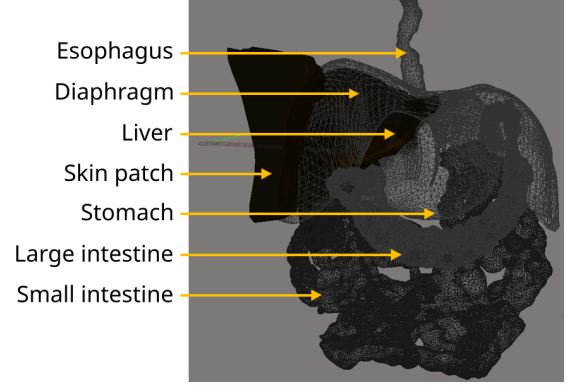 Esophagus
Diaphragm
Liver
Skin patch
Stomach
Large intestine
Small intestine